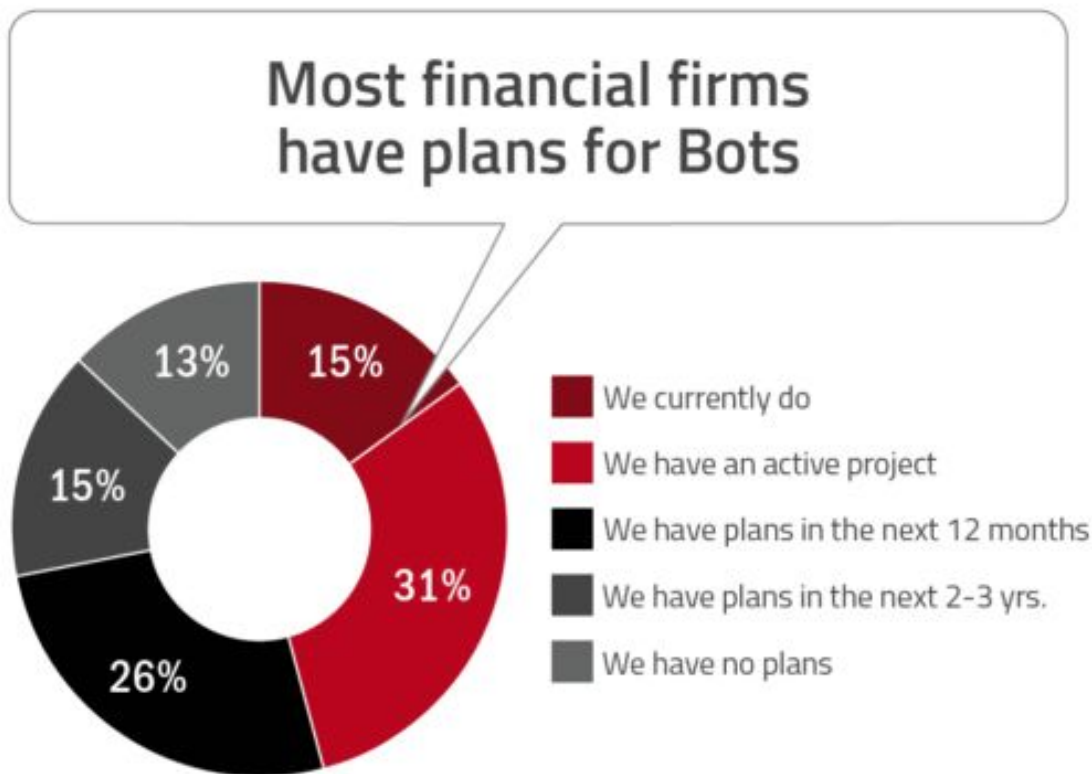 Most financial firms
have plans for Bots
13%
15%
15%
31%
26%
We currently do
We have an active project
We have plans in the next 12 months
We have plans in the next 2-3 yrs.
We have no plans